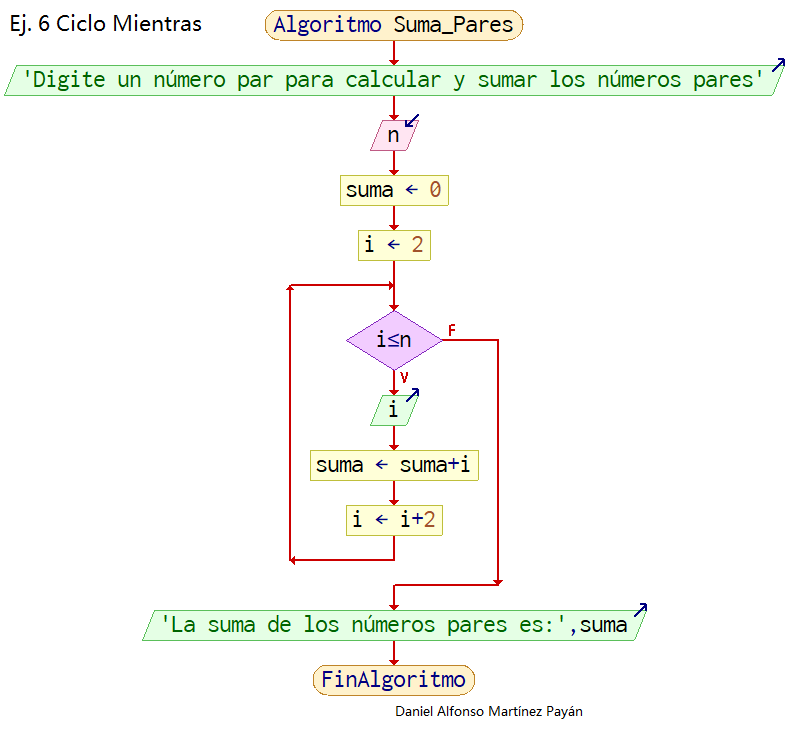 Ej. 6 Ciclo Mientras
Algoritmo Suma_Pares
'Digite un número par para calcular y sumar los números pares'
n
suma ← 0
i ← 2
i≤n
F
V
i
suma ← suma+i
i ← i+2
'La suma de los números pares es:',suma
FinAlgoritmo
Daniel Alfonso Martínez Payán